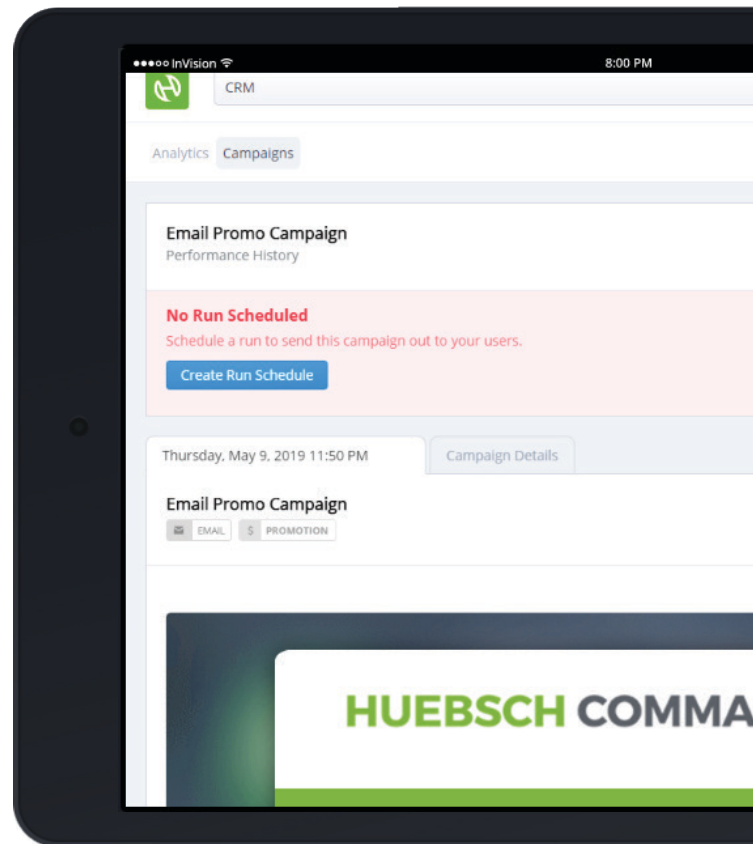 InVision
8:00 PM
CRM
Analytics Campaigns
Email Promo Campaign
Performance History
No Run Scheduled
Schedule a run to send this campaign out to your users.
Create Run Schedule
Thursday, May 9, 2019 11:50 PM
Campaign Details
Email Promo Campaign
EMAIL $ PROMOTION
HUEBSCH COMMA